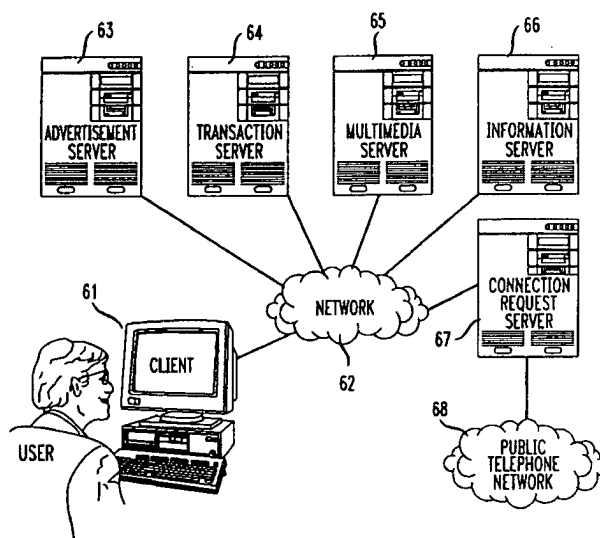 63
64
65
66
ADVERTISEMENT
SERVER
TRANSACTION
SERVER
MULTIMEDIA
SERVER
INFORMATION
SERVER
CONNECTION
REQUEST
SERVER
67
NETWORK
62
61
CLIENT
USER
68
PUBLIC
TELEPHONE
NETWORK